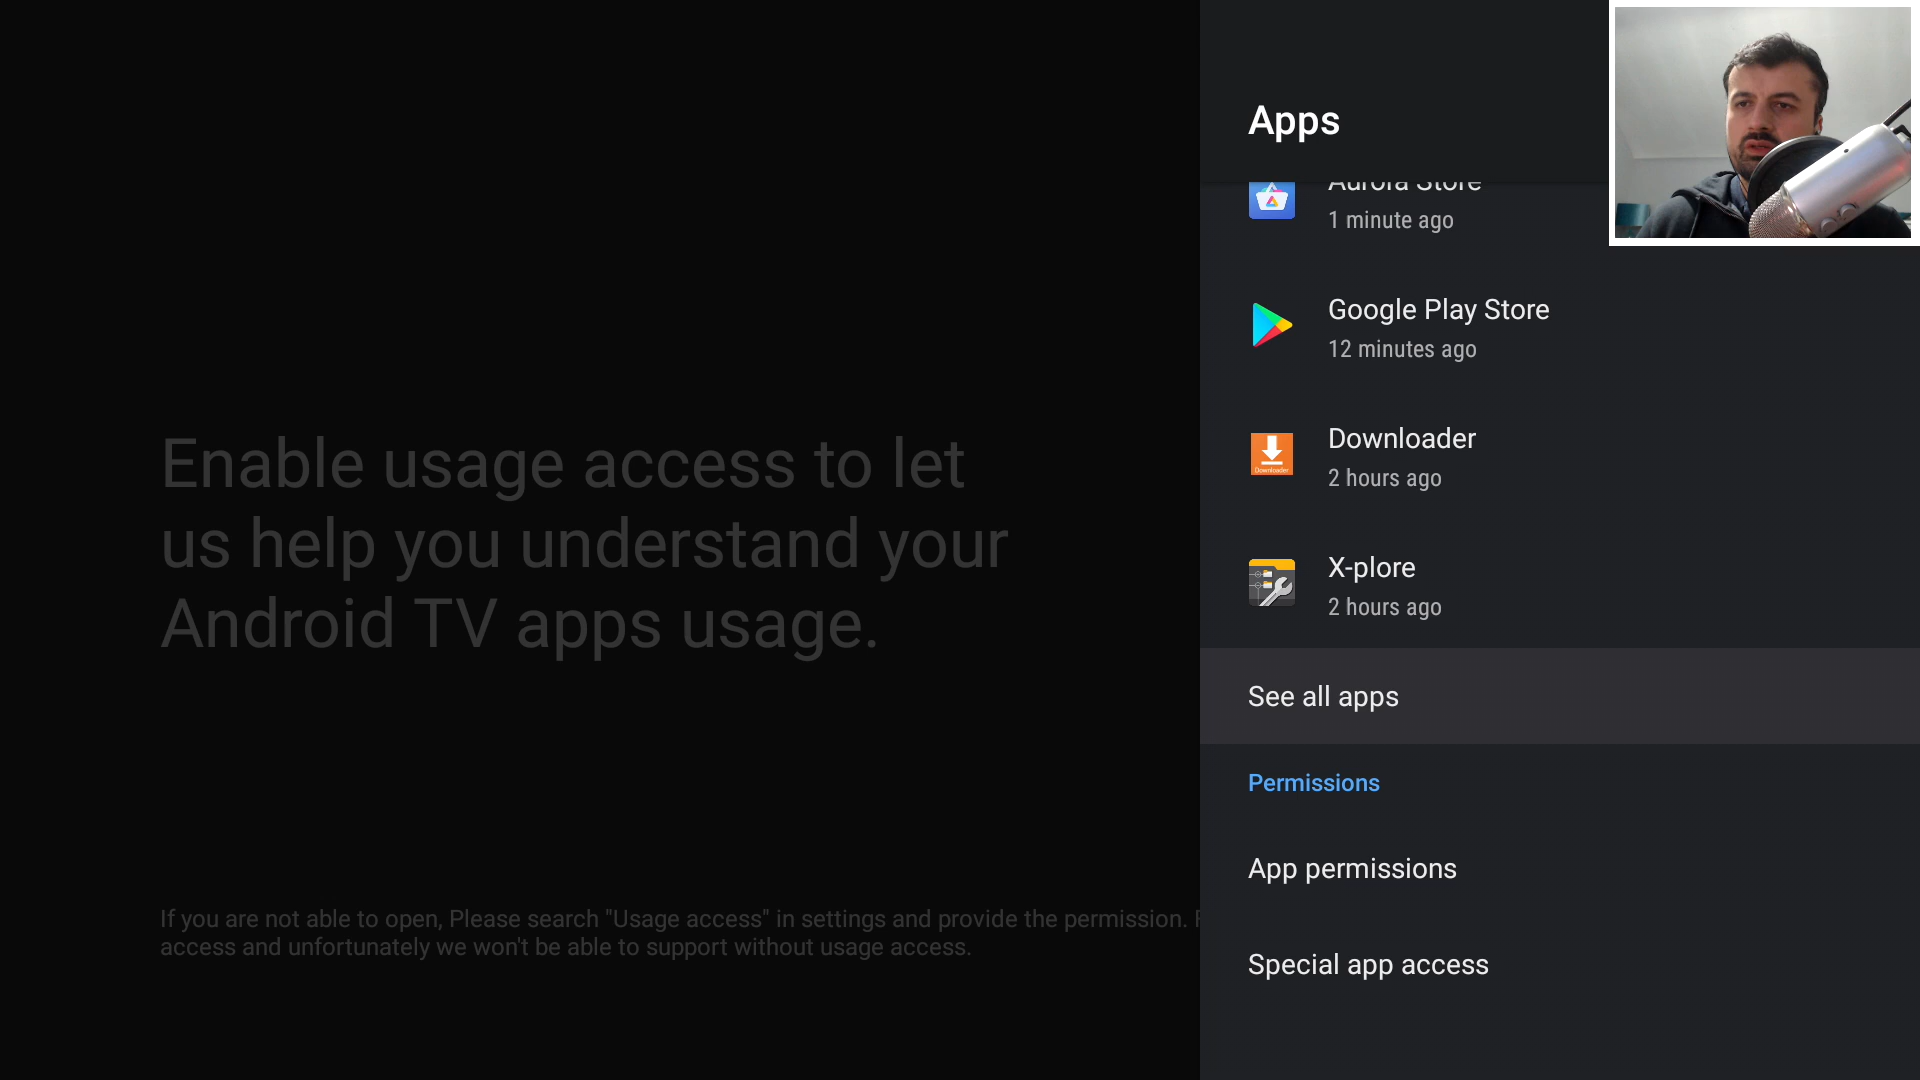 Apps
Aurora Store
1 minute ago
Google Play Store
12 minutes ago
Downloader
Downloader
2 hours ago
X-plore
2 hours ago
See all apps
Permissions
App permissions
Special app access
Enable usage access to let
us help you understand your
Android TV apps usage.
If you are not able to open, Please search "Usage access" in settings and provide the permission.
access and unfortunately we won't be able to support without usage access.